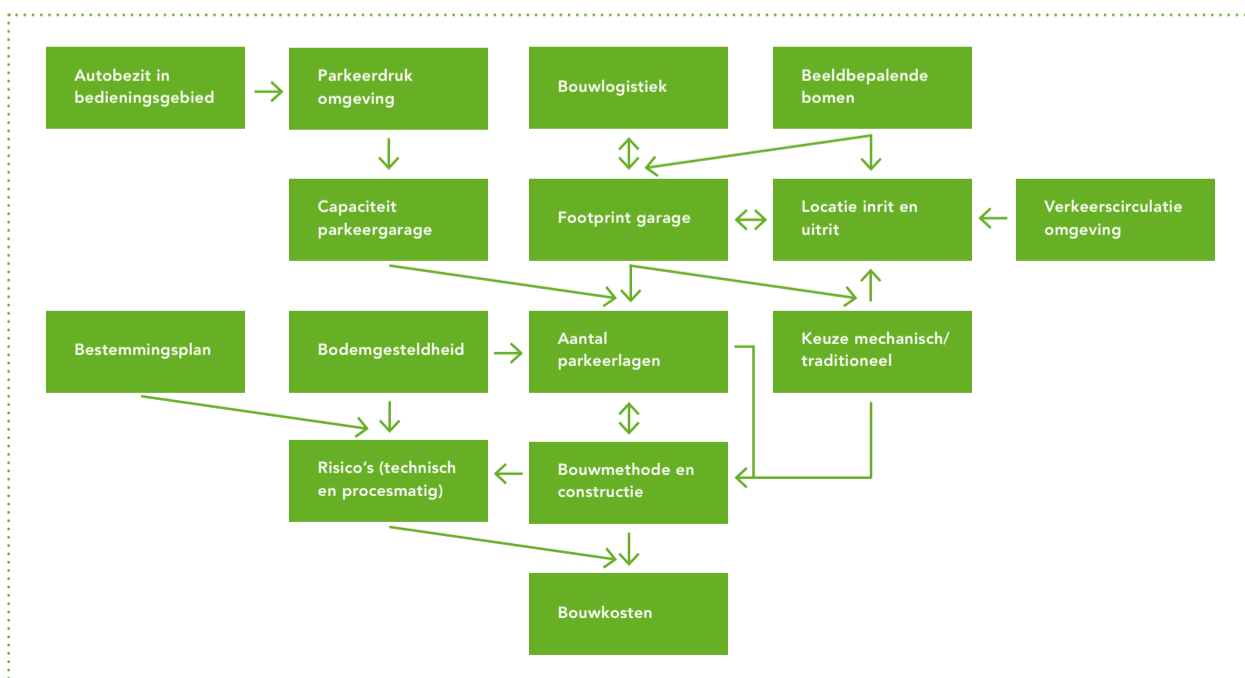 Autobezit in
bedieningsgebied
Parkeerdruk
omgeving
Bouwlogistiek
Beeldbepalende
bomen
Capaciteit
parkeergarage
Footprint garage
Locatie inrit en
uitrit
Verkeerscirculatie
omgeving
Bestemmingsplan
Bodemgesteldheid
Aantal
parkeerlagen
Keuze mechanisch/
traditioneel
Risico’s (technisch
en procesmatig)
Bouwmethode en
constructie
Bouwkosten